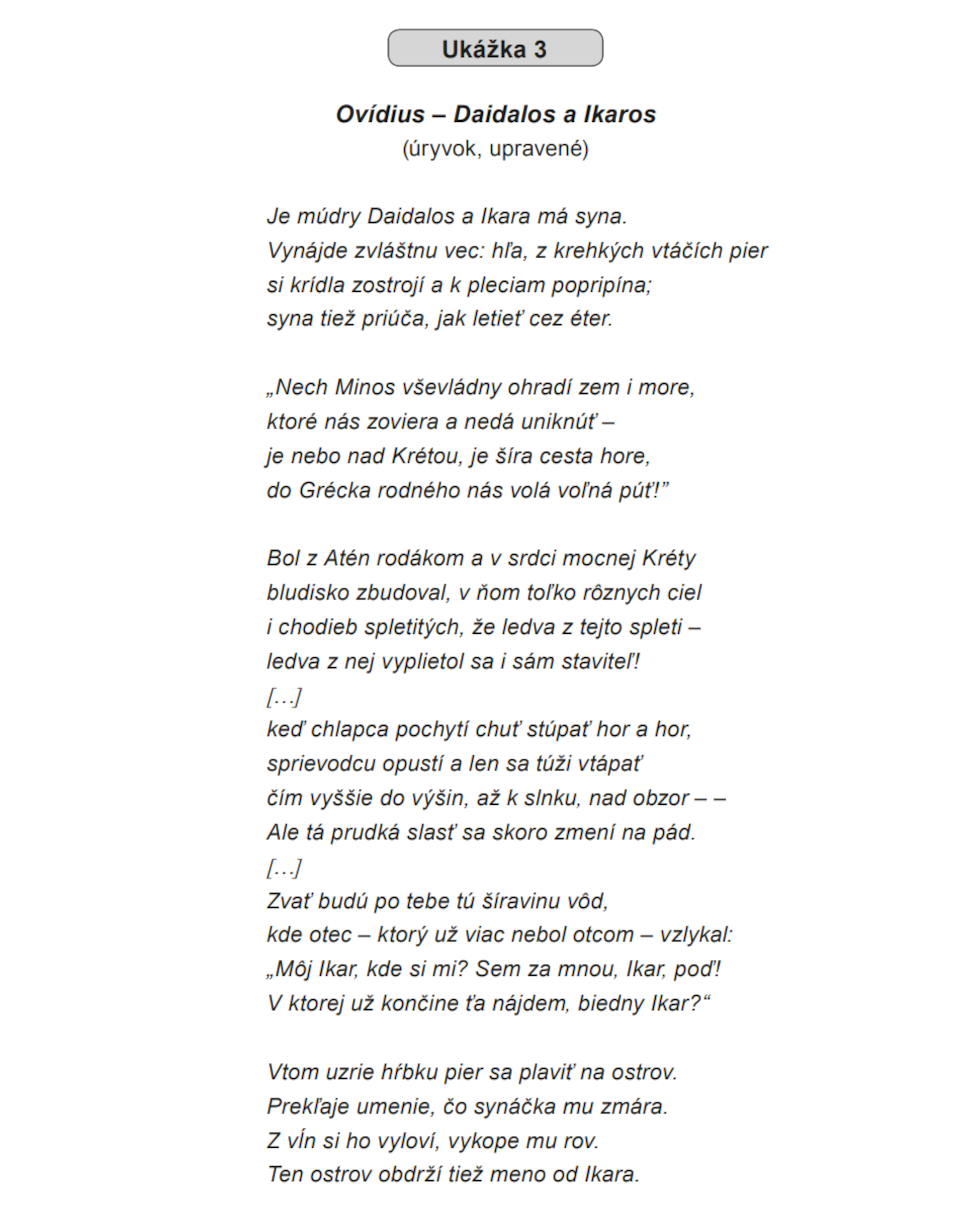 Ukážka 3
Ovídius – Daidalos a Ikaros
(úryvok, upravené)
Je múdry Daidalos a Ikara má syna.
Vynájde zvláštnu vec: hľa, z krehkých vtáčích pier
si krídla zostrojí a k pleciam popripína;
syna tiež priúča, jak letieť cez éter.
„Nech Minos vševládny ohradí zem i more,
ktoré nás zoviera a nedá uniknúť –
je nebo nad Krétou, je šíra cesta hore,
do Grécka rodného nás volá voľná púť!”
Bol z Atén rodákom a v srdci mocnej Kréty
bludisko zbudoval, v ňom toľko rôznych ciel
i chodieb spletitých, že ledva z tejto spleti –
ledva z nej vyplietol sa i sám staviteľ!
[…]
keď chlapca pochytí chuť stúpať hor a hor,
sprievodcu opustí a len sa túži vtápať
čím vyššie do výšin, až k slnku, nad obzor – –
Ale tá prudká slasť sa skoro zmení na pád.
[…]
Zvať budú po tebe tú šíravinu vôd,
kde otec – ktorý už viac nebol otcom – vzlykal:
„Môj Ikar, kde si mi? Sem za mnou, Ikar, poď!
V ktorej už končine ťa nájdem, biedny Ikar?“
Vtom uzrie hŕbku pier sa plaviť na ostrov.
Prekľaje umenie, čo synáčka mu zmára.
Z vĺn si ho vyloví, vykope mu rov.
Ten ostrov obdrží tiež meno od Ikara.